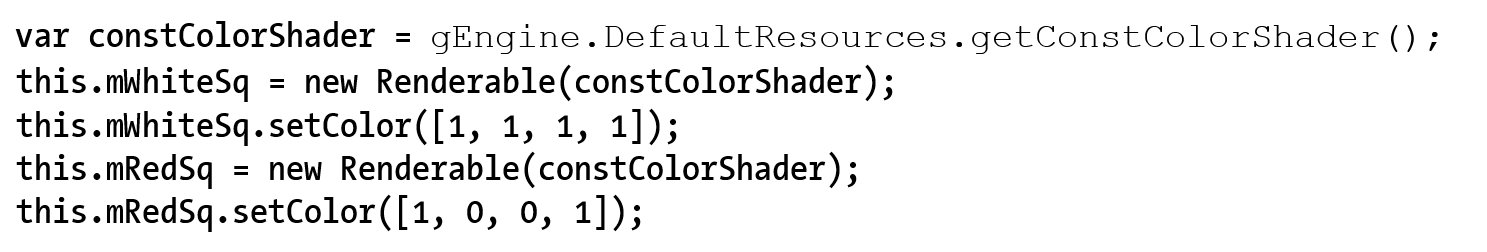 var constColorShader = gEngine.DefaultResources.getConstColorShader();
this.mWhiteSq = new Renderable(constColorShader);
this.mWhiteSq.setColor([1, 1, 1, 1]);
this.mRedSq = new Renderable(constColorShader);
this.mRedSq.setColor([1, 0, 0, 1]);